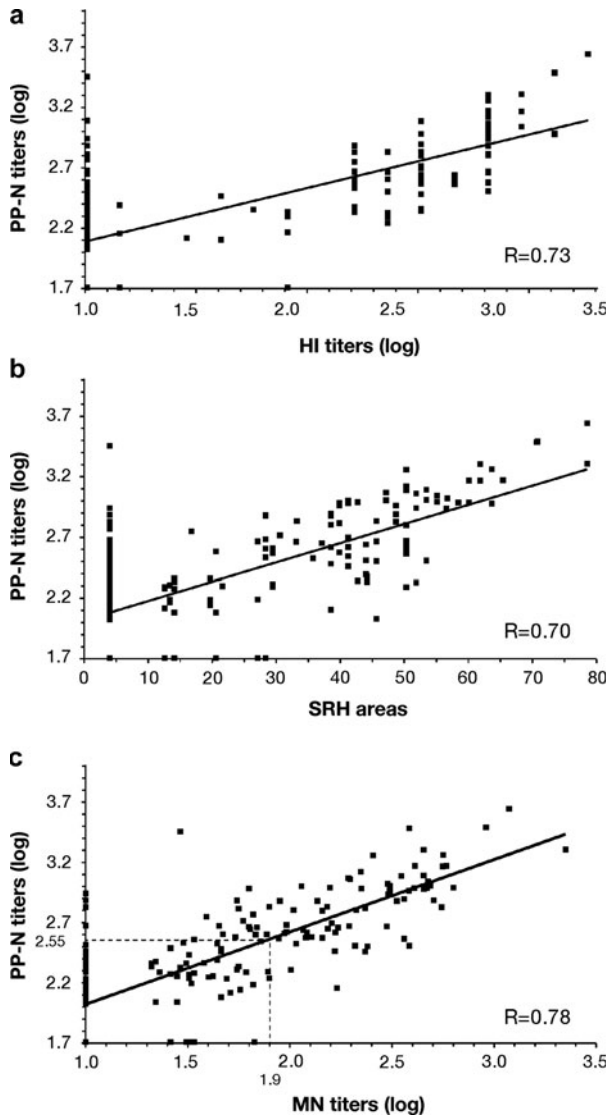 a
PP-N titers (log)
3.7
3.2
2.7
2.2
1.7
R=0.73
1.0 1.5 2.0 2.5 3.0 3.5
HI titers (log)
b
PP-N titers (log)
3.7
3.2
2.7
2.2
1.7
R=0.70
0 10 20 30 40 50 60 70 80
SRH areas
c
PP-N titers (log)
3.7
3.2
2.7
2.55
2.2
1.7
R=0.78
1.0 1.5 2.0 2.5 3.0 3.5
1.9
MN titers (log)